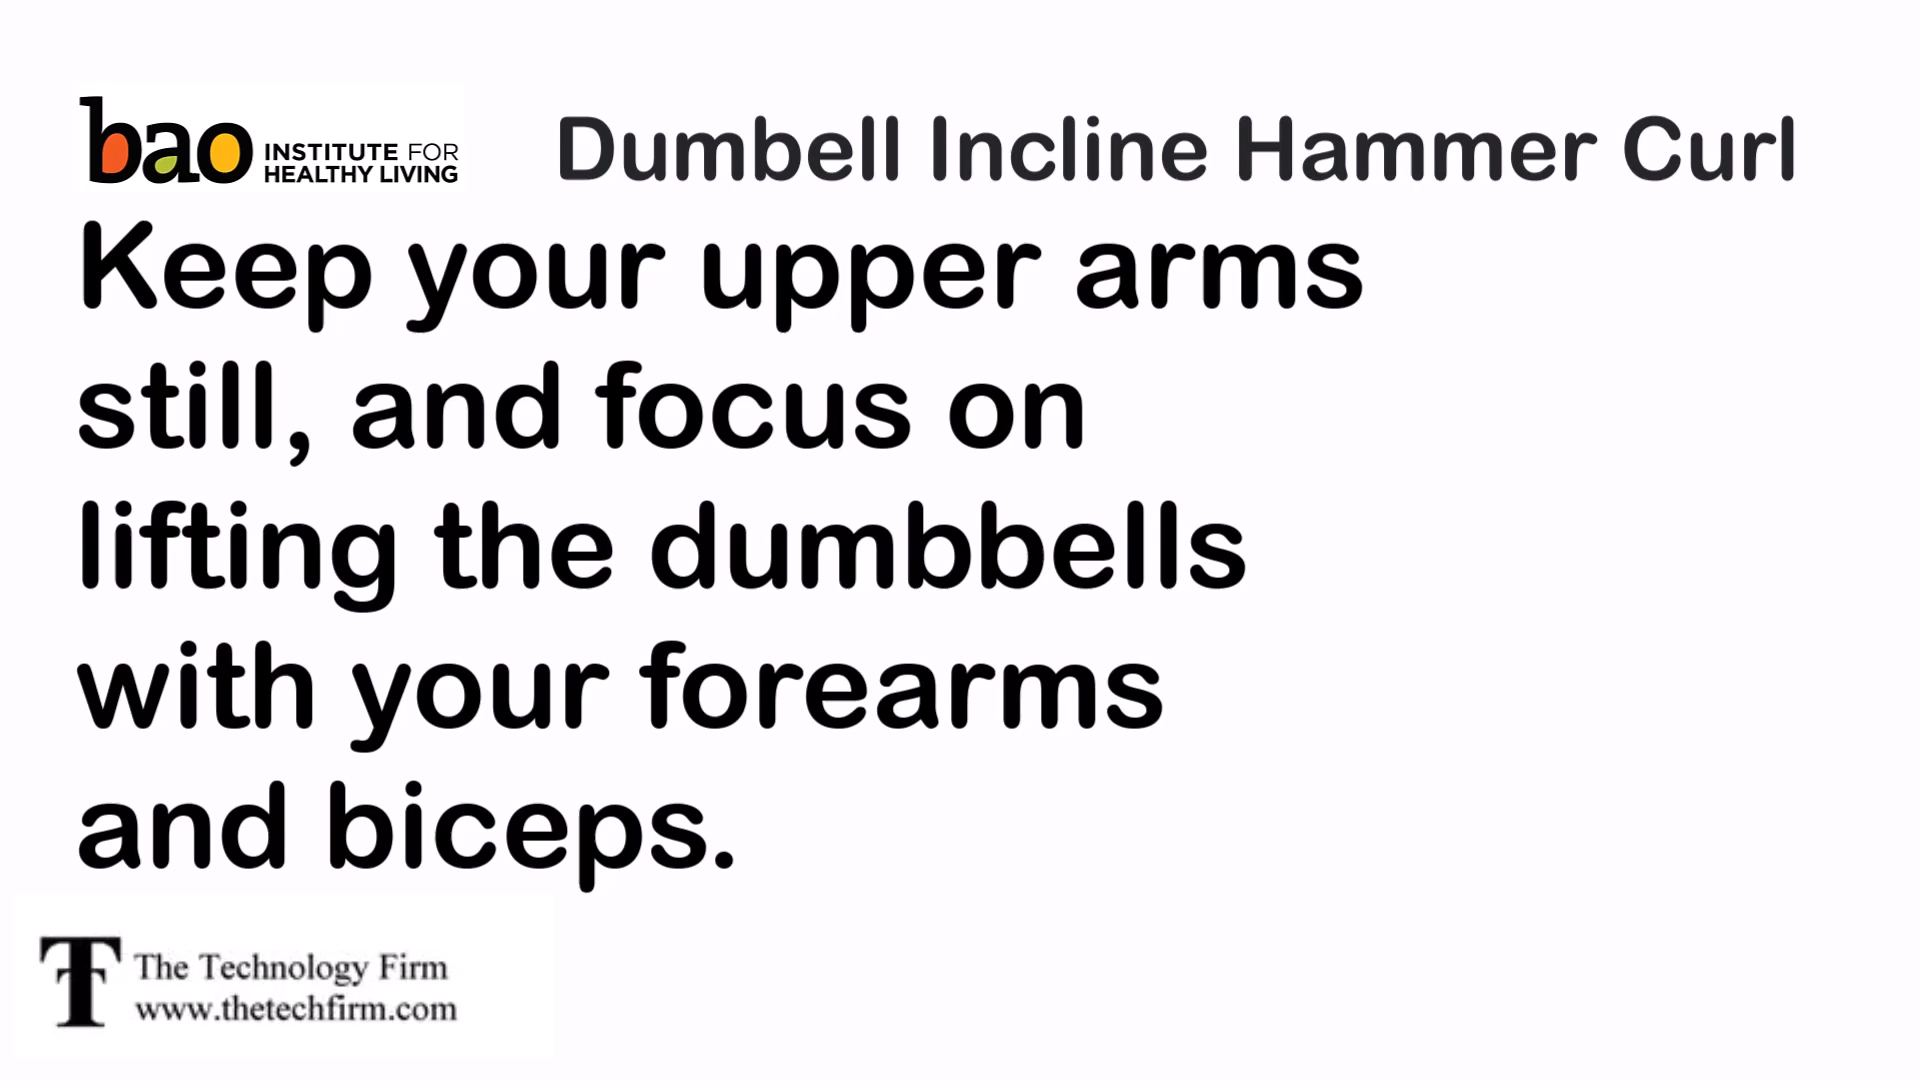 bao INSTITUTE FOR
HEALTHY LIVING
Dumbell Incline Hammer Curl
Keep your upper arms
still, and focus on
lifting the dumbbells
with your forearms
and biceps.
The Technology Firm
www.thetechfirm.com